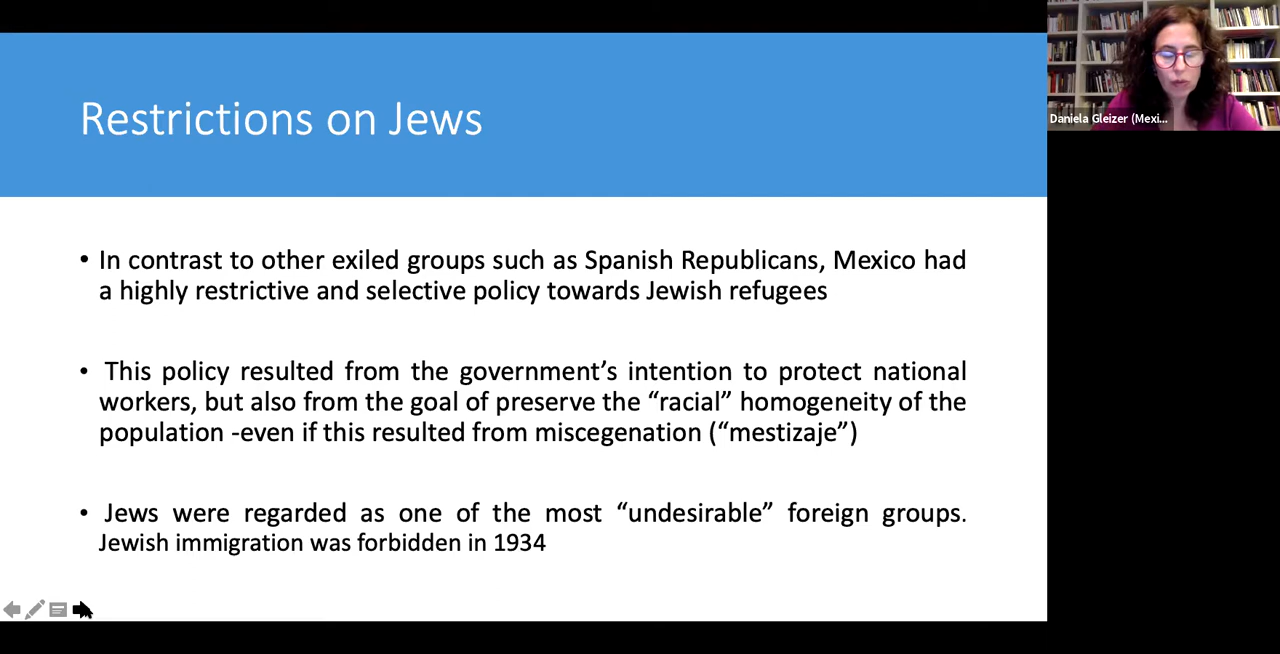 Restrictions on Jews
• In contrast to other exiled groups such as Spanish Republicans, Mexico had
a highly restrictive and selective policy towards Jewish refugees
• This policy resulted from the government’s intention to protect national
workers, but also from the goal of preserve the “racial” homogeneity of the
population -even if this resulted from miscegenation (“mestizaje”)
• Jews were regarded as one of the most “undesirable” foreign groups.
Jewish immigration was forbidden in 1934
Daniela Gleizer (Mexi...